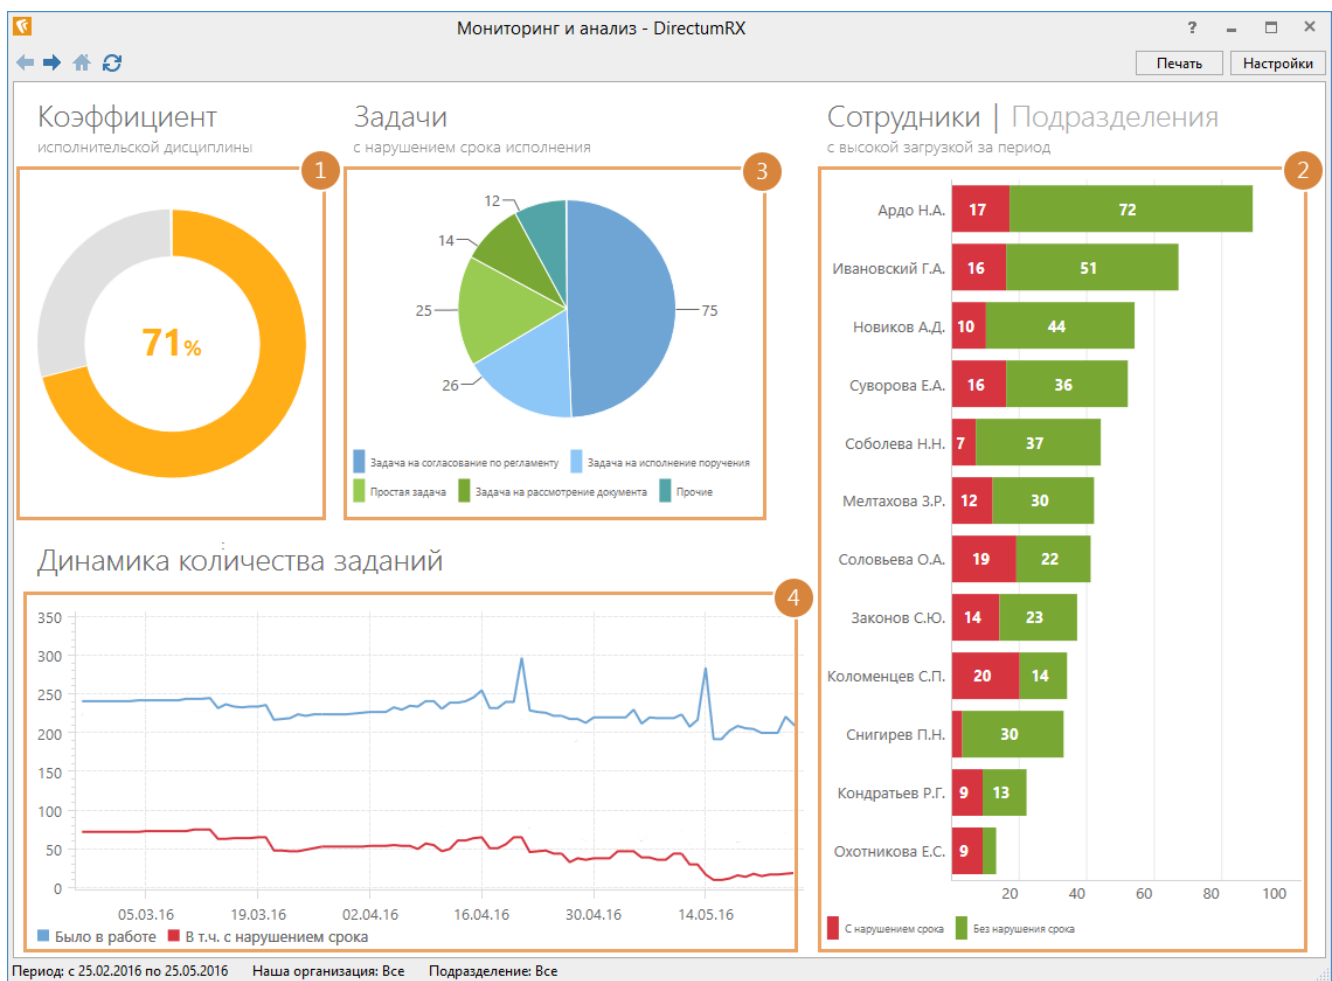 Мониторинг и анализ - DirectumRX
?
Печать
Настройки
Коэффициент
исполнительской дисциплины
1
71%
Задачи
с нарушением срока исполнения
3
12
14
25
26
75
Задача на согласование по регламенту
Задача на исполнение поручения
Простая задача
Задача на рассмотрение документа
Прочие
Сотрудники | Подразделения
с высокой загрузкой за период
2
Ардо Н.А. 17 72
Ивановский Г.А. 16 51
Новиков А.Д. 10 44
Суворова Е.А. 16 36
Соболева Н.Н. 7 37
Мелтахова З.Р. 12 30
Соловьева О.А. 19 22
Законов С.Ю. 14 23
Коломенцев С.П. 20 14
Снигирев П.Н. 30
Кондратьев Р.Г. 9 13
Охотникова Е.С. 9
20 40 60 80 100
С нарушением срока
Без нарушения срока
Динамика количества заданий
4
350
300
250
200
150
100
50
0
05.03.16 19.03.16 02.04.16 16.04.16 30.04.16 14.05.16
Было в работе
В т.ч. с нарушением срока
Период: с 25.02.2016 по 25.05.2016 Наша организация: Все Подразделение: Все